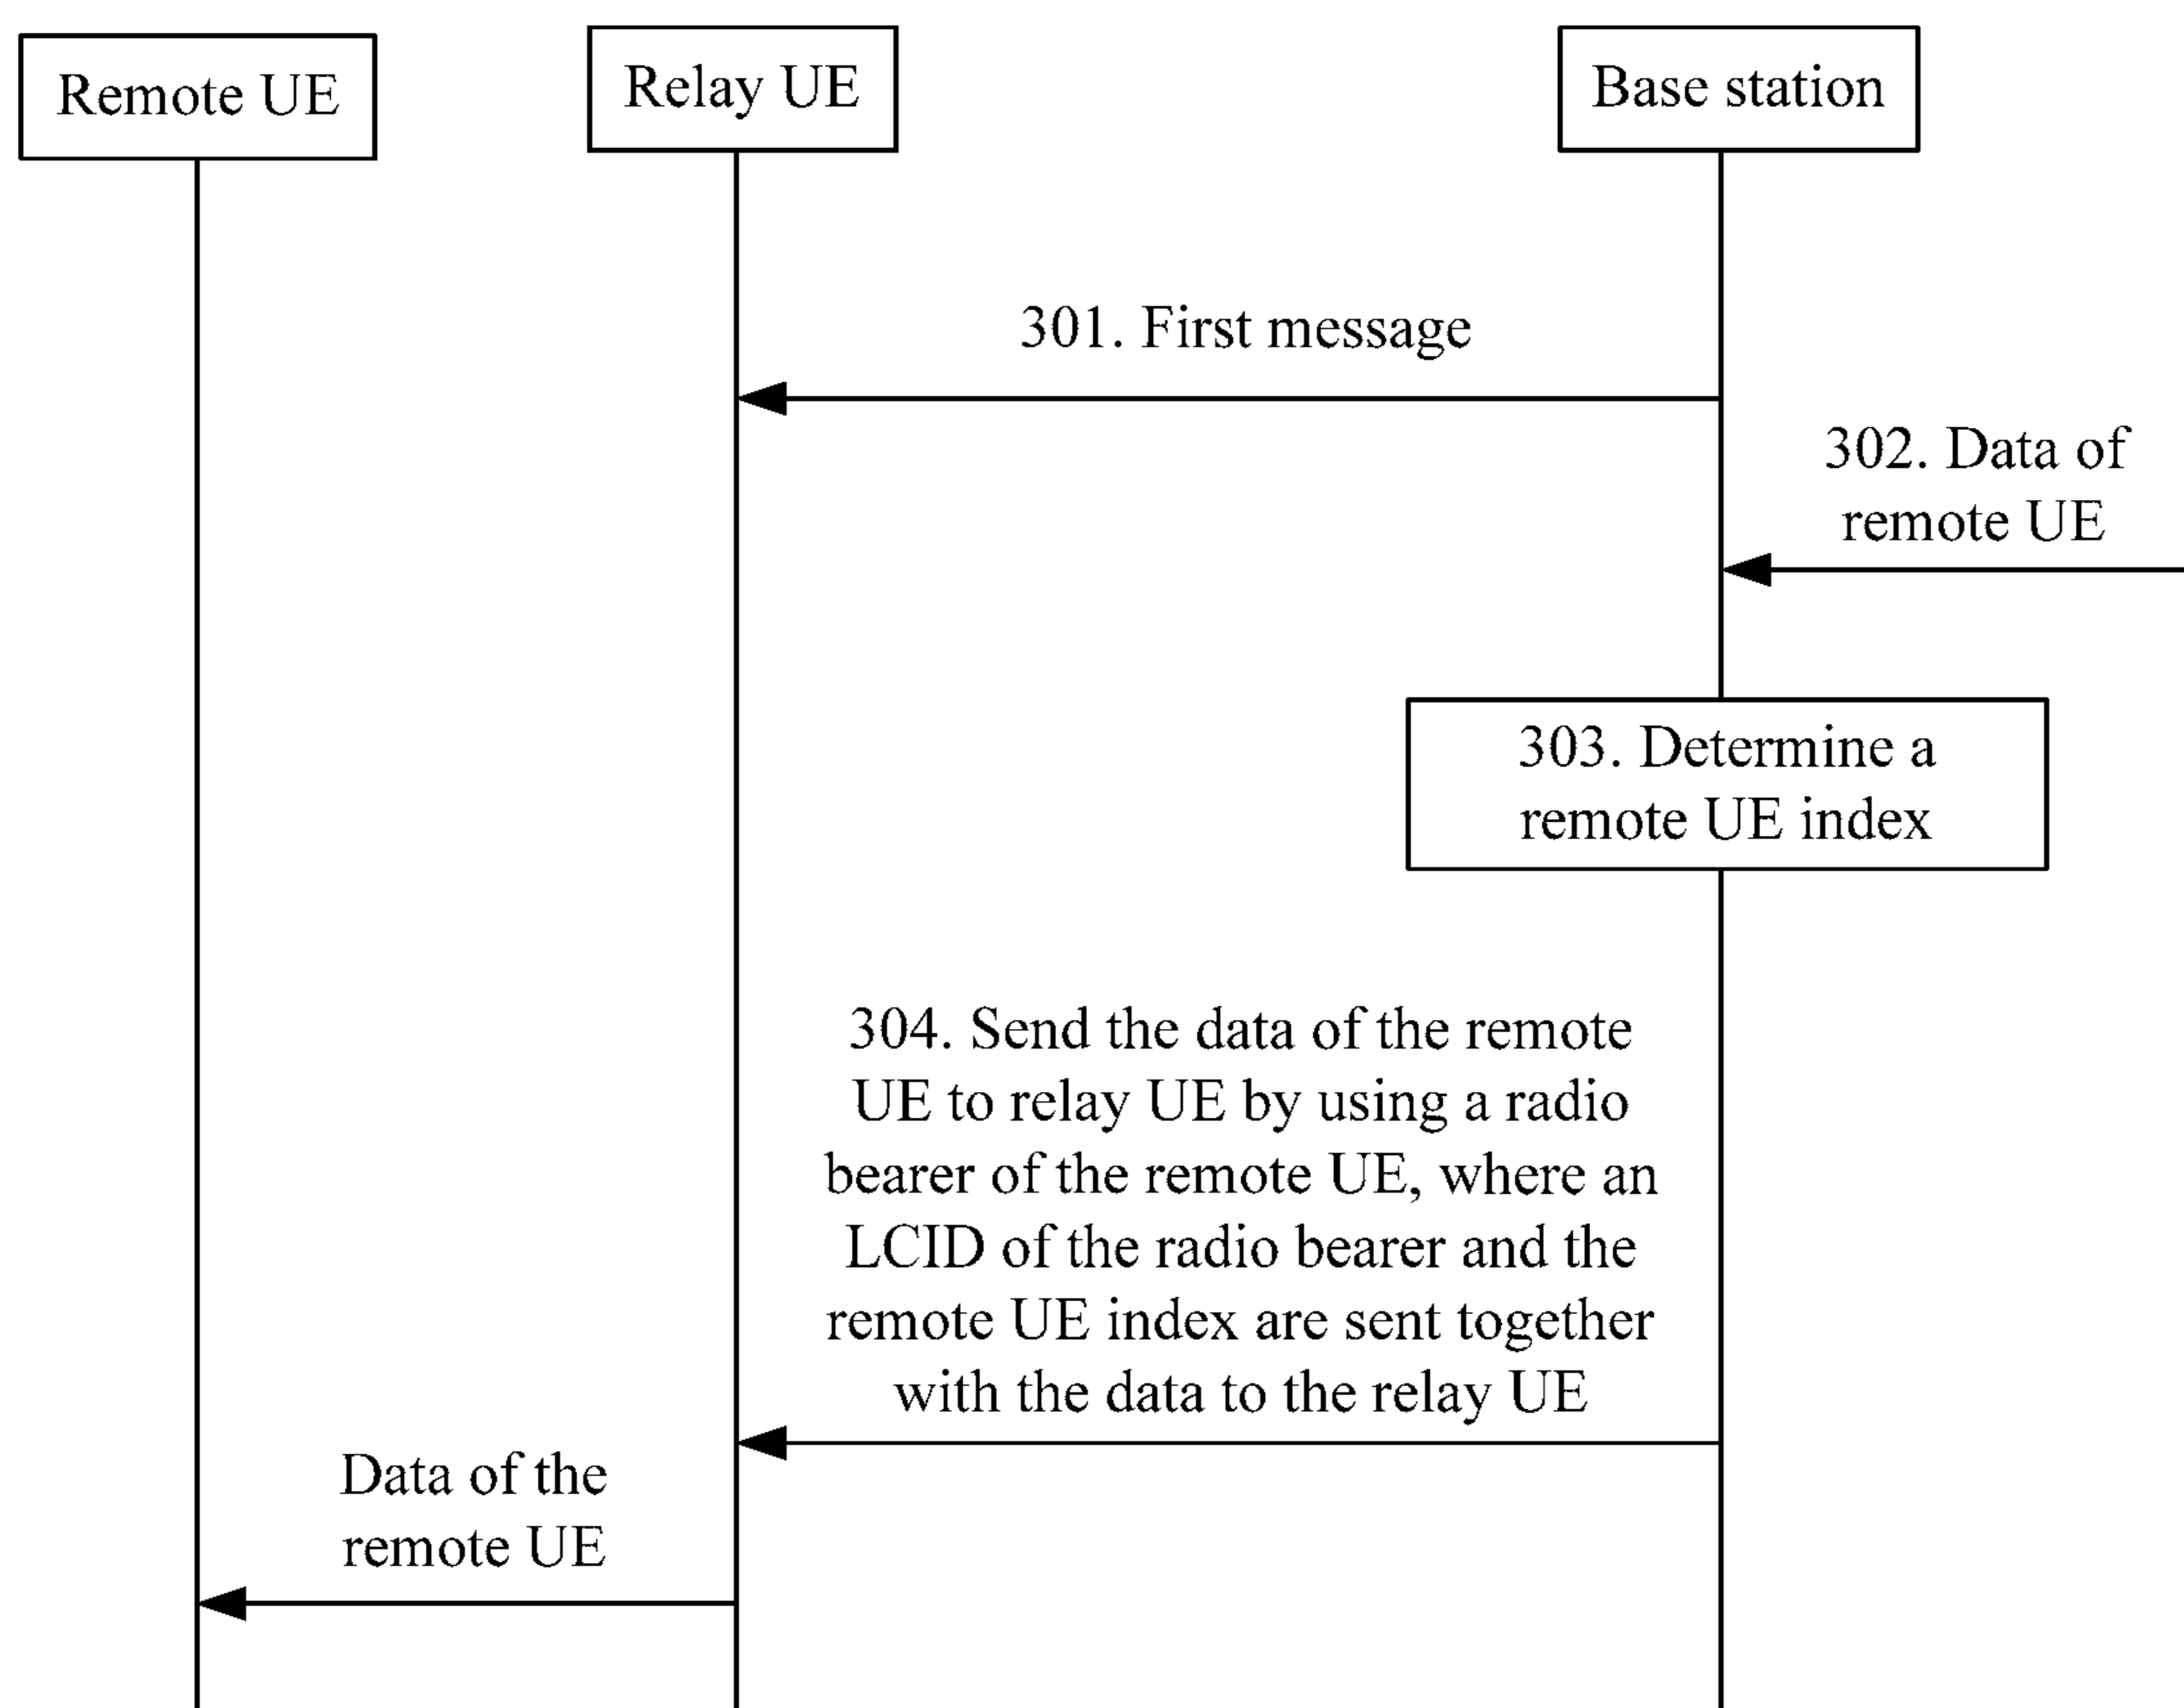 Remote UE
Relay UE
Base station
301. First message
302. Data of
remote UE
303. Determine a
remote UE index
304. Send the data of the remote
UE to relay UE by using a radio
bearer of the remote UE, where an
LCID of the radio bearer and the
remote UE index are sent together
with the data to the relay UE
Data of the
remote UE